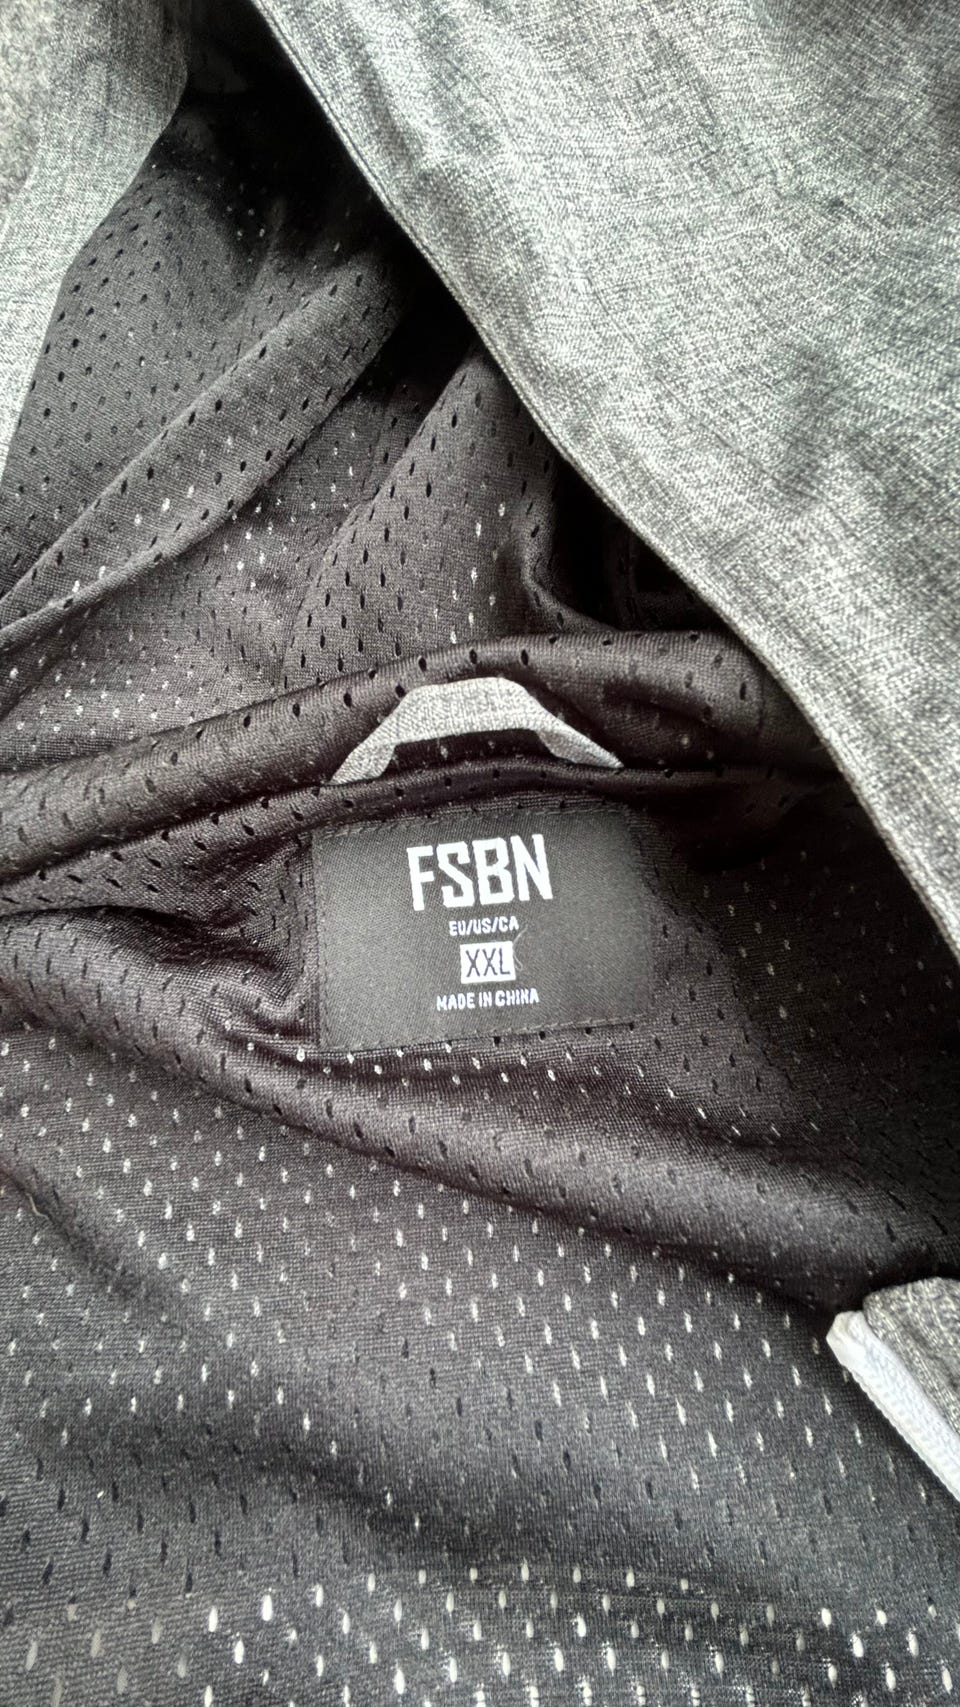 FSBN
EU/US/CA
XXL
MADE IN CHINA